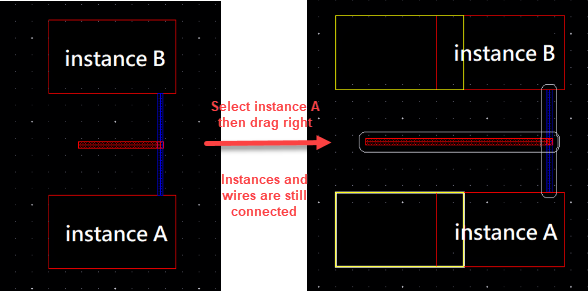 instance B
instance A
Select instance A
then drag right
Instances and
wires are still
connected
instance B
instance A